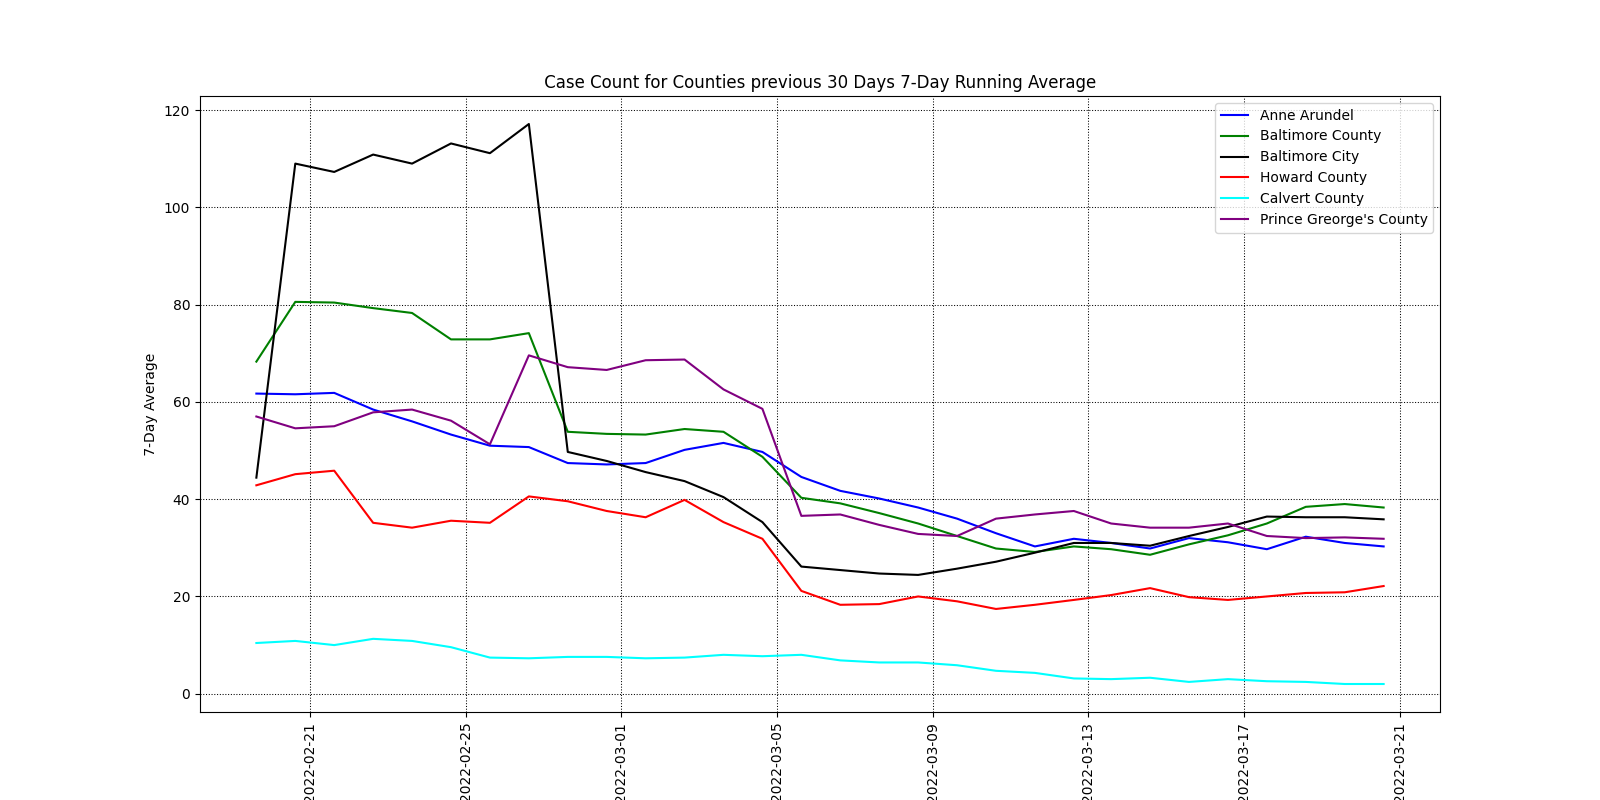 Case Count for Counties previous 30 Days 7-Day Running Average
120
100
80
60
40
20
0
7-Day Average
Anne Arundel
Baltimore County
Baltimore City
Howard County
Calvert County
Prince Greorge's County
2022-02-21
2022-02-25
2022-03-01
2022-03-05
2022-03-09
2022-03-13
2022-03-17
2022-03-21